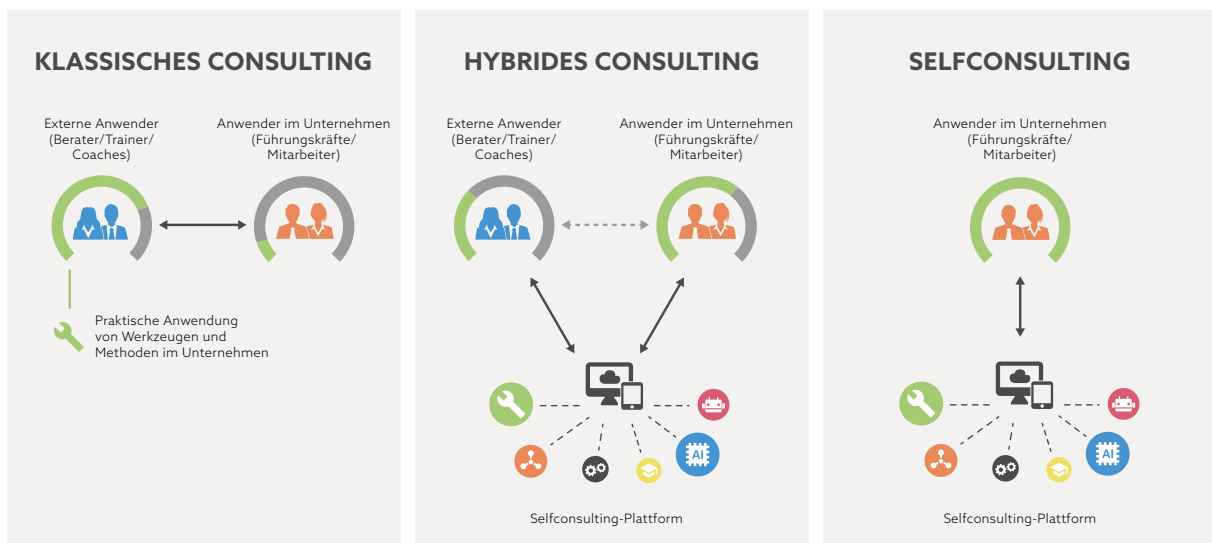 KLASSISCHES CONSULTING
Externe Anwender
(Berater/Trainer/
Coaches)
Anwender im Unternehmen
(Führungskräfte/
Mitarbeiter)
Praktische Anwendung
von Werkzeugen und
Methoden im Unternehmen
HYBRIDES CONSULTING
Externe Anwender
(Berater/Trainer/
Coaches)
Anwender im Unternehmen
(Führungskräfte/
Mitarbeiter)
AI
Selfconsulting-Plattform
SELFCONSULTING
Anwender im Unternehmen
(Führungskräfte/
Mitarbeiter)
AI
Selfconsulting-Plattform